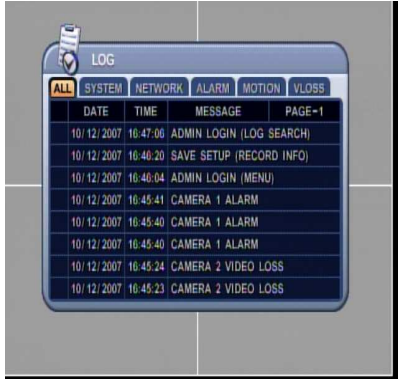 LOG
ALL SYSTEM NETWORK ALARM MOTION VLOSS
DATE TIME MESSAGE PAGE=1
10/12/2007 16:47:06 ADMIN LOGIN (LOG SEARCH)
10/12/2007 16:46:20 SAVE SETUP (RECORD INFO)
10/12/2007 16:46:04 ADMIN LOGIN (MENU)
10/12/2007 16:45:41 CAMERA 1 ALARM
10/12/2007 16:45:40 CAMERA 1 ALARM
10/12/2007 16:45:40 CAMERA 1 ALARM
10/12/2007 16:45:24 CAMERA 2 VIDEO LOSS
10/12/2007 16:45:23 CAMERA 2 VIDEO LOSS